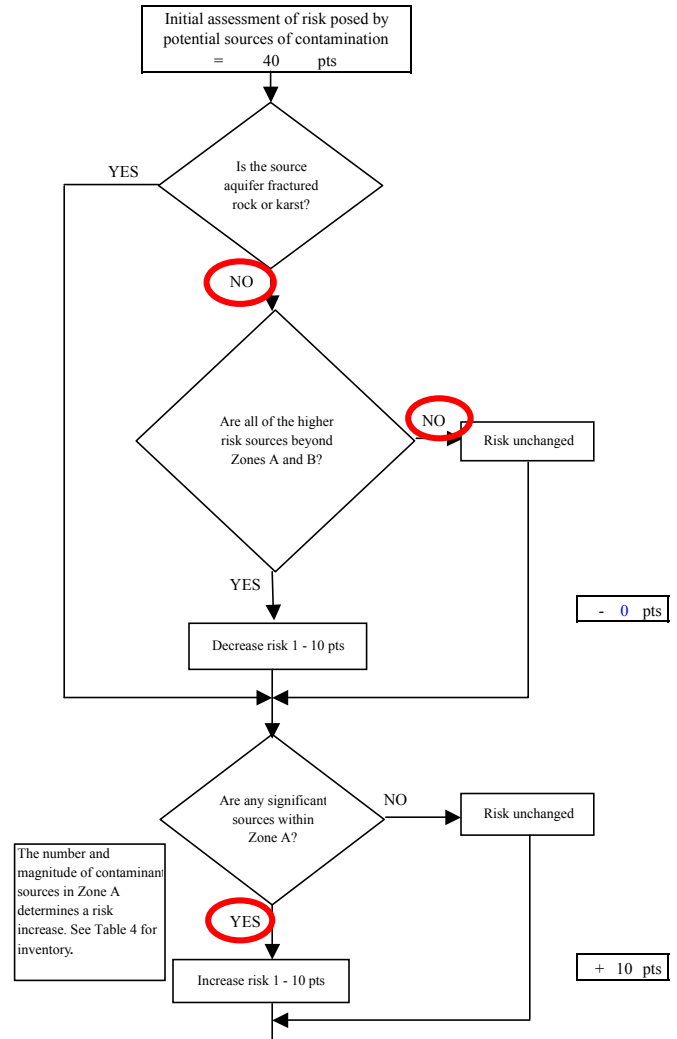 Initial assessment of risk posed by
potential sources of contamination
= 40 pts
Is the source
aquifer fractured
rock or karst?
YES
NO
Are all of the higher
risk sources beyond
Zones A and B?
NO
Risk unchanged
YES
- 0 pts
Decrease risk 1 - 10 pts
Are any significant
sources within
Zone A?
NO
Risk unchanged
The number and
magnitude of contaminant
sources in Zone A
determines a risk
increase. See Table 4 for
inventory.
YES
Increase risk 1 - 10 pts
+ 10 pts